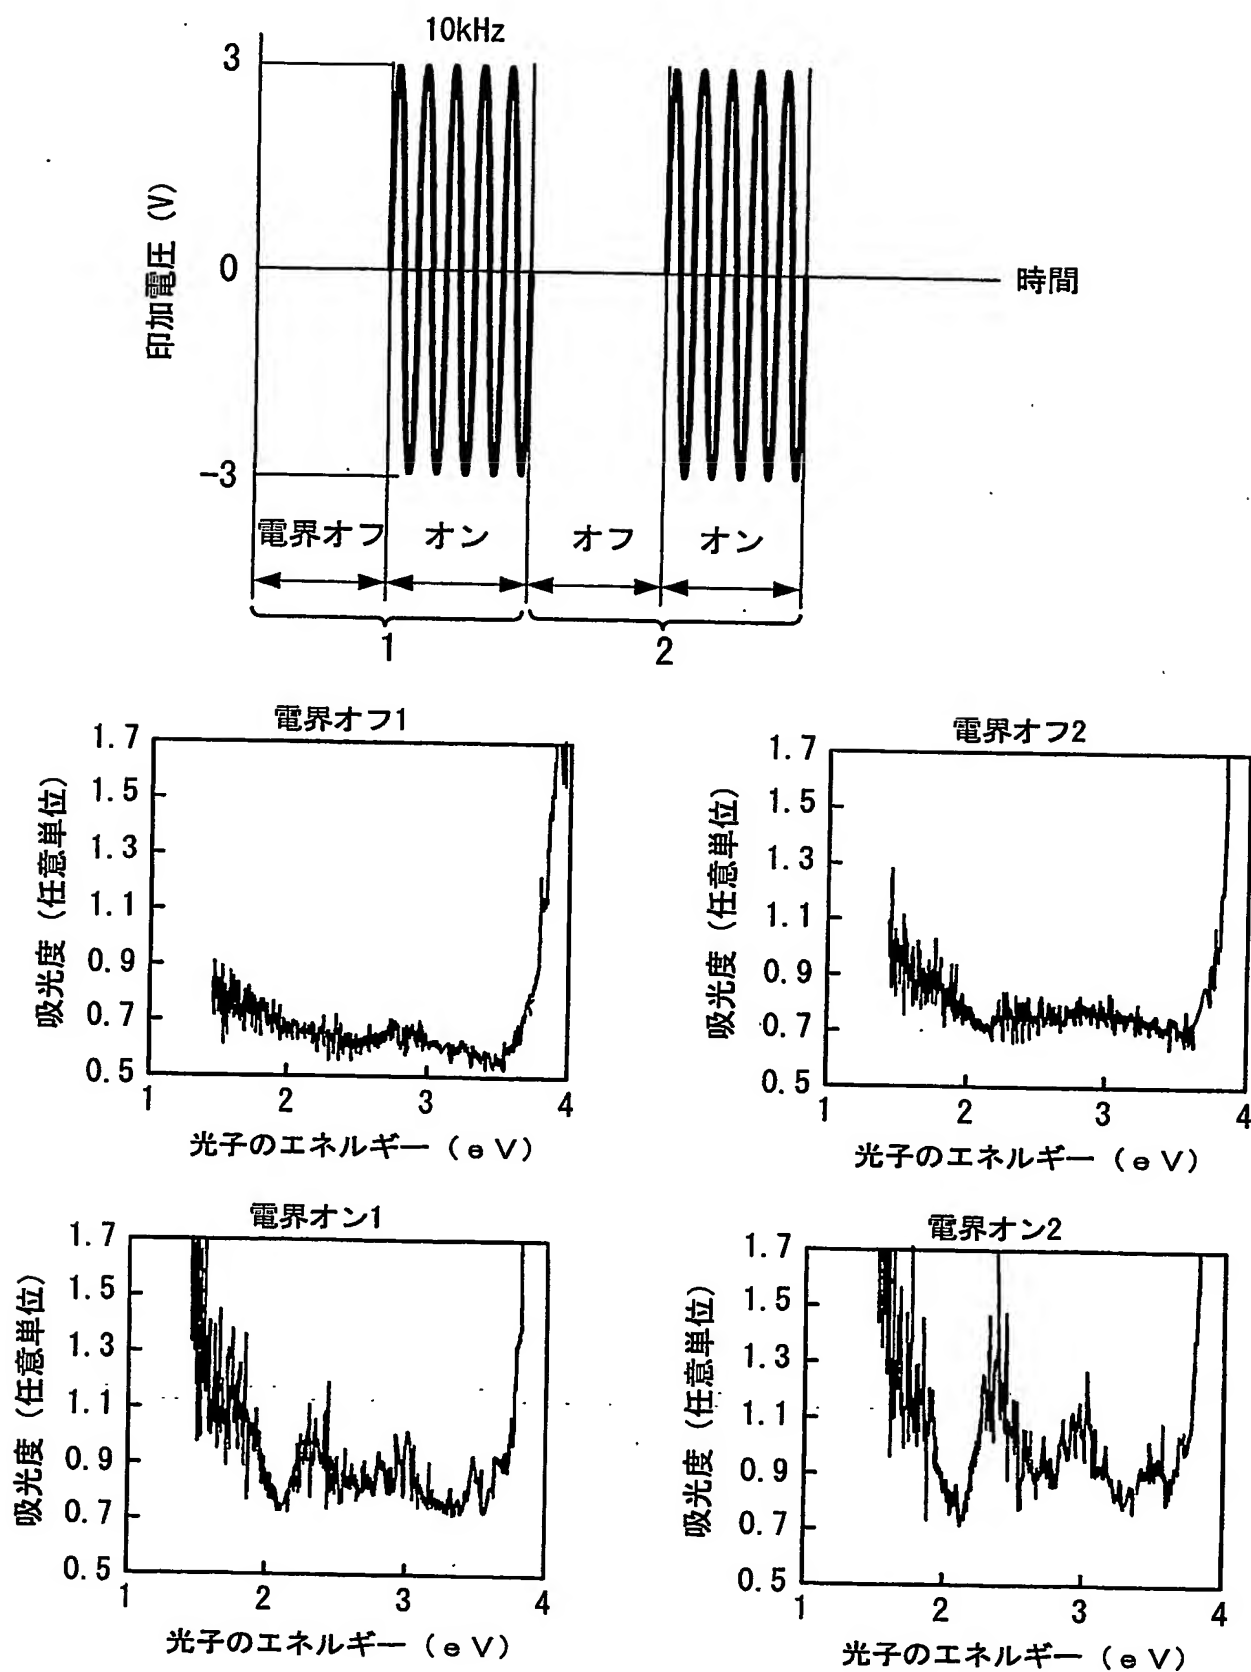 10kHz
3
0
-3
印加電圧 (V)
時間
電界オフ オン オフ オン
1 2
電界オフ1
1.7
1.5
1.3
1.1
0.9
0.7
0.5
吸光度 (任意単位)
1 2 3 4
光子のエネルギー (eV)
電界オフ2
1.7
1.5
1.3
1.1
0.9
0.7
0.5
吸光度 (任意単位)
1 2 3 4
光子のエネルギー (eV)
電界オン1
1.7
1.5
1.3
1.1
0.9
0.7
0.5
吸光度 (任意単位)
1 2 3 4
光子のエネルギー (eV)
電界オン2
1.7
1.5
1.3
1.1
0.9
0.7
0.5
吸光度 (任意単位)
1 2 3 4
光子のエネルギー (eV)